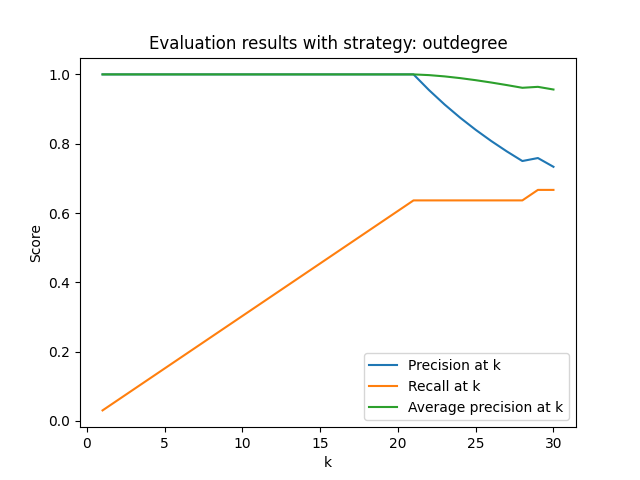 Evaluation results with strategy: outdegree
1.0
0.8
0.6
0.4
0.2
0.0
Score
0 5 10 15 20 25 30
k
Precision at k
Recall at k
Average precision at k